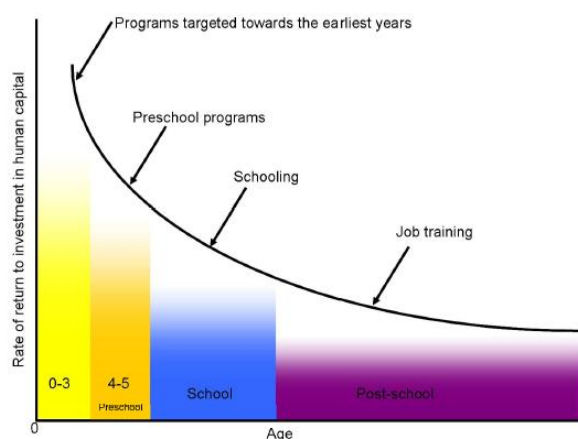 Programs targeted towards the earliest years
Preschool programs
Schooling
Job training
Rate of return to investment in human capital
0-3
4-5
Preschool
School
Post-school
0
Age